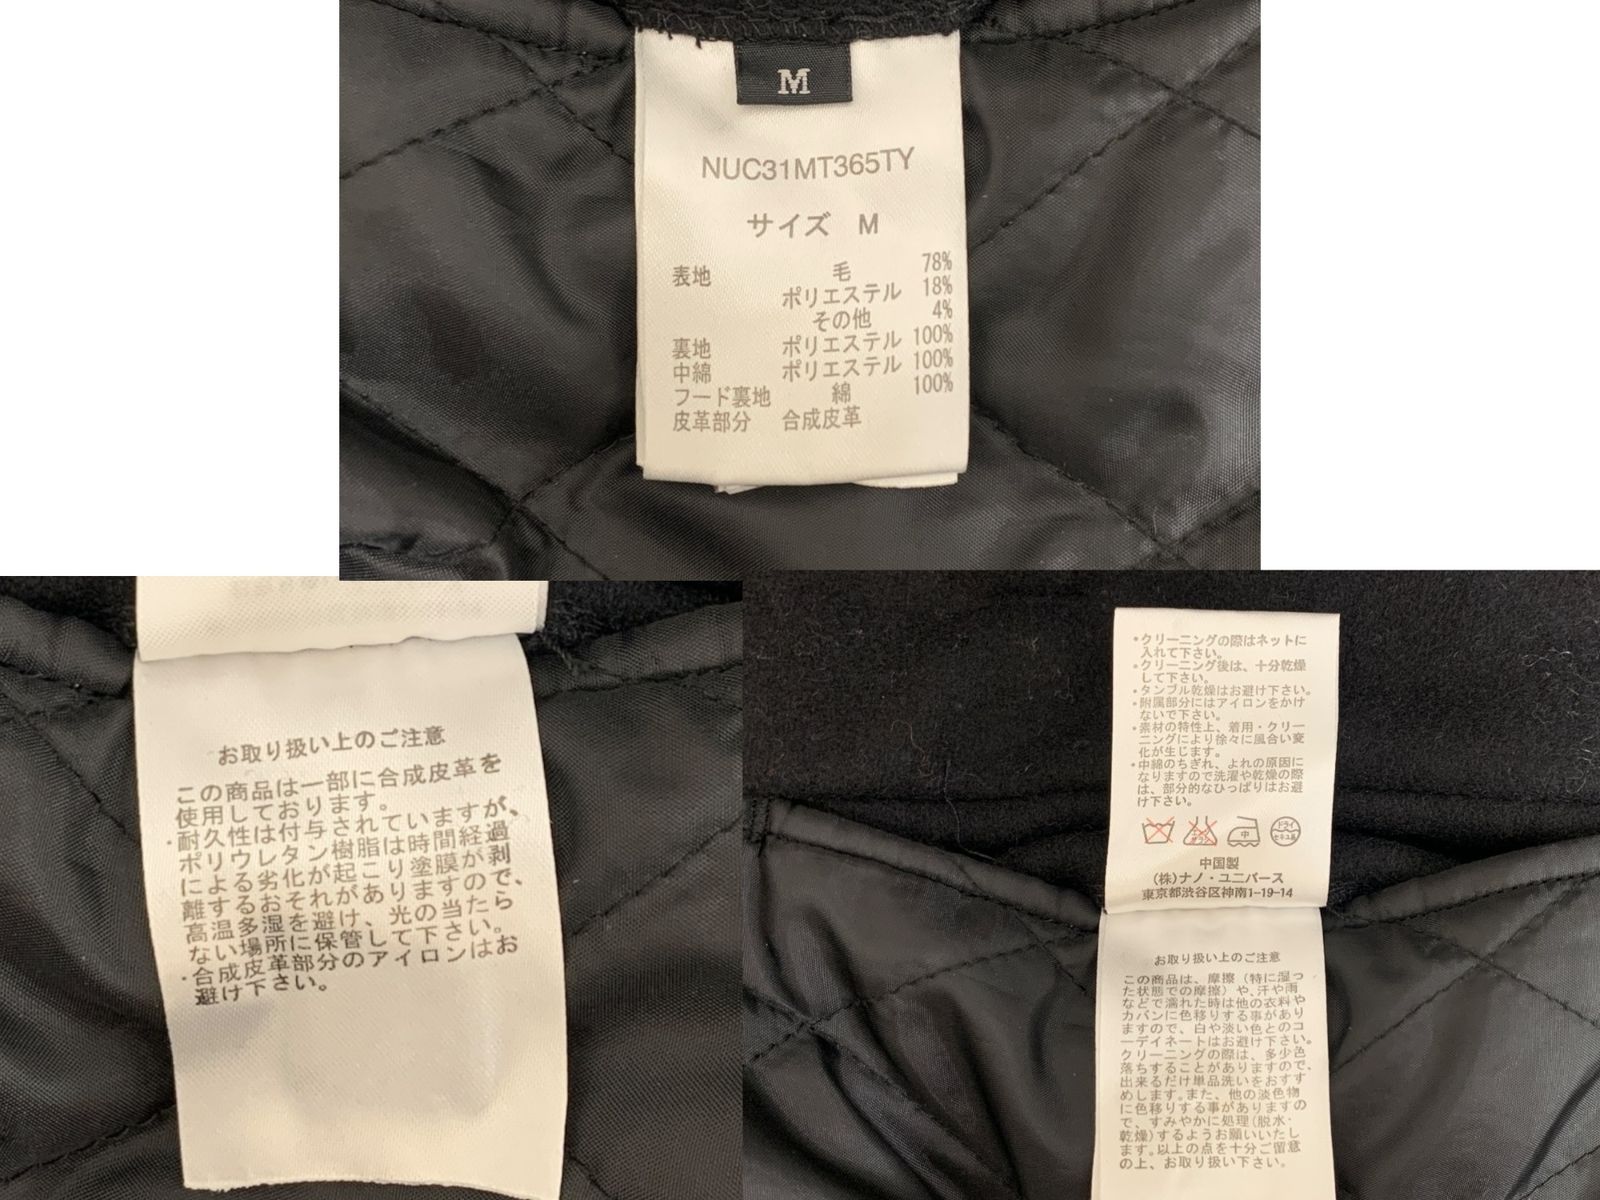 M
NUC31MT365TY
サイズ M
表地 毛 78%
ポリエステル 18%
その他 4%
裏地 ポリエステル 100%
中綿 ポリエステル 100%
フード裏地 綿 100%
皮革部分 合成皮革
お取り扱い上のご注意
この商品は一部に合成皮革を
使用しております。
・耐久性は付与されていますが、
ポリウレタン樹脂は時間経過
による劣化が起こり塗膜が剥
離するおそれがありますので、
高温多湿を避け、光の当たら
ない場所に保管して下さい。
・合成皮革部分のアイロンはお
避け下さい。
・クリーニングの際はネットに
入れて下さい。
・クリーニング後は、十分乾燥
して下さい。
・タンブル乾燥はお避け下さい。
・附属部分にはアイロンをかけ
ないで下さい。
・素材の特性上、着用・クリー
ニングにより徐々に風合い変
化が生じます。
・中綿のちぎれ、よれの原因に
なりますので洗濯や乾燥の際
は、部分的なひっぱりはお避
け下さい。
エンソ サラシ 中 ドライ セキユ系
中国製
(株)ナノ・ユニバース
東京都渋谷区神南1-19-14
お取り扱い上のご注意
この商品は、摩擦(特に湿っ
た状態での摩擦)や、汗や雨
などで濡れた時は他の衣料や
カバンに色移りする事があり
ますので、白や淡い色とのコ
ーデイネートはお避け下さい。
クリーニングの際は、多少色
落ちすることがありますので、
出来るだけ単品洗いをおすす
めします。また、他の淡色物
に色移りする事がありますの
で、すみやかに処理(脱水・
乾燥)するようお願いいたし
ます。以上の点を十分ご留意
の上、お取り扱い下さい。